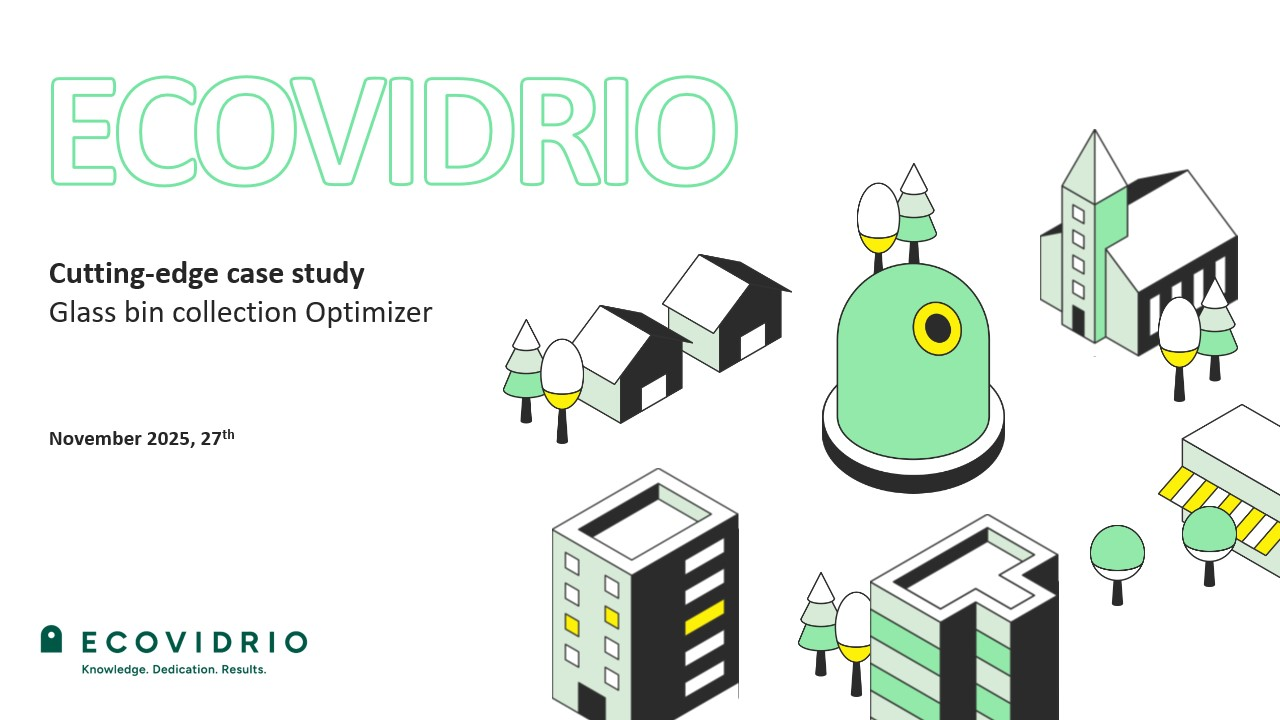 ECOVIDRIO
Cutting-edge case study
Glass bin collection Optimizer
November 2025, 27th
ECOVIDRIO
Knowledge. Dedication. Results.